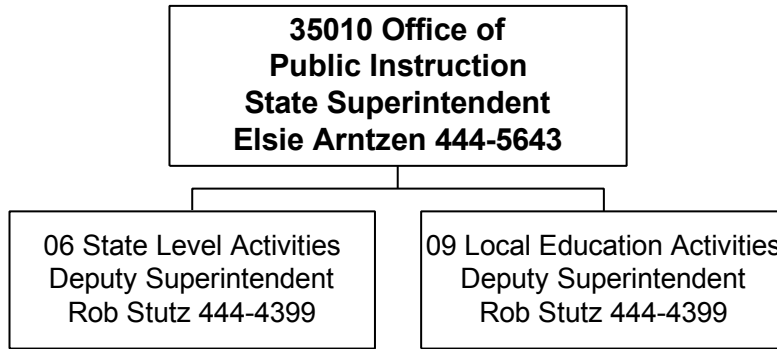 35010 Office of
Public Instruction
State Superintendent
Elsie Arntzen 444-5643
06 State Level Activities
Deputy Superintendent
Rob Stutz 444-4399
09 Local Education Activities
Deputy Superintendent
Rob Stutz 444-4399